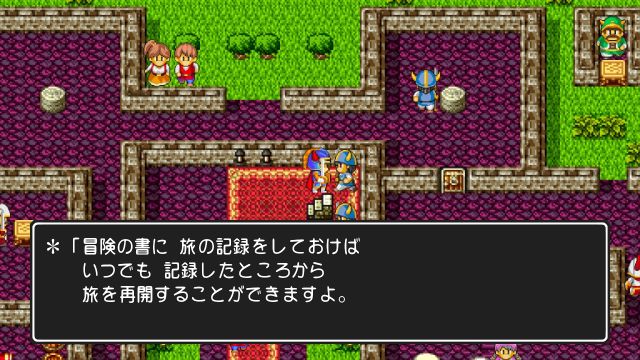 ＊「冒険の書に 旅の記録をしておけば
いつでも 記録したところから
旅を再開することができますよ。